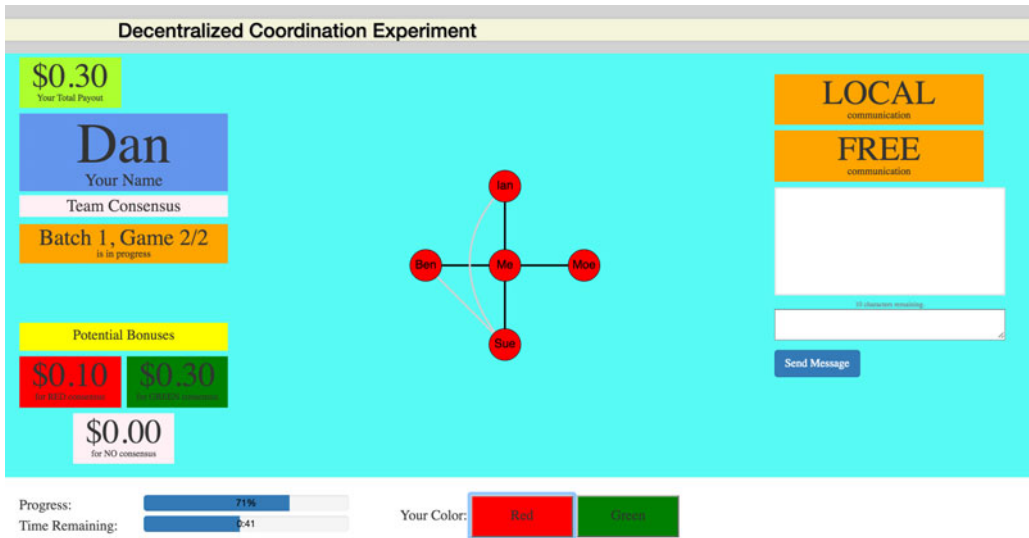 Decentralized Coordination Experiment
$0.30
Your Total Payout
Dan
Your Name
Team Consensus
Batch 1, Game 2/2
is in progress
Potential Bonuses
$0.10
for RED consensus
$0.30
for GREEN consensus
$0.00
for NO consensus
Ian
Ben
Me
Moe
Sue
LOCAL
communication
FREE
communication
characters remaining
Send Message
Progress:
71%
Time Remaining:
0:41
Your Color:
Red
Green